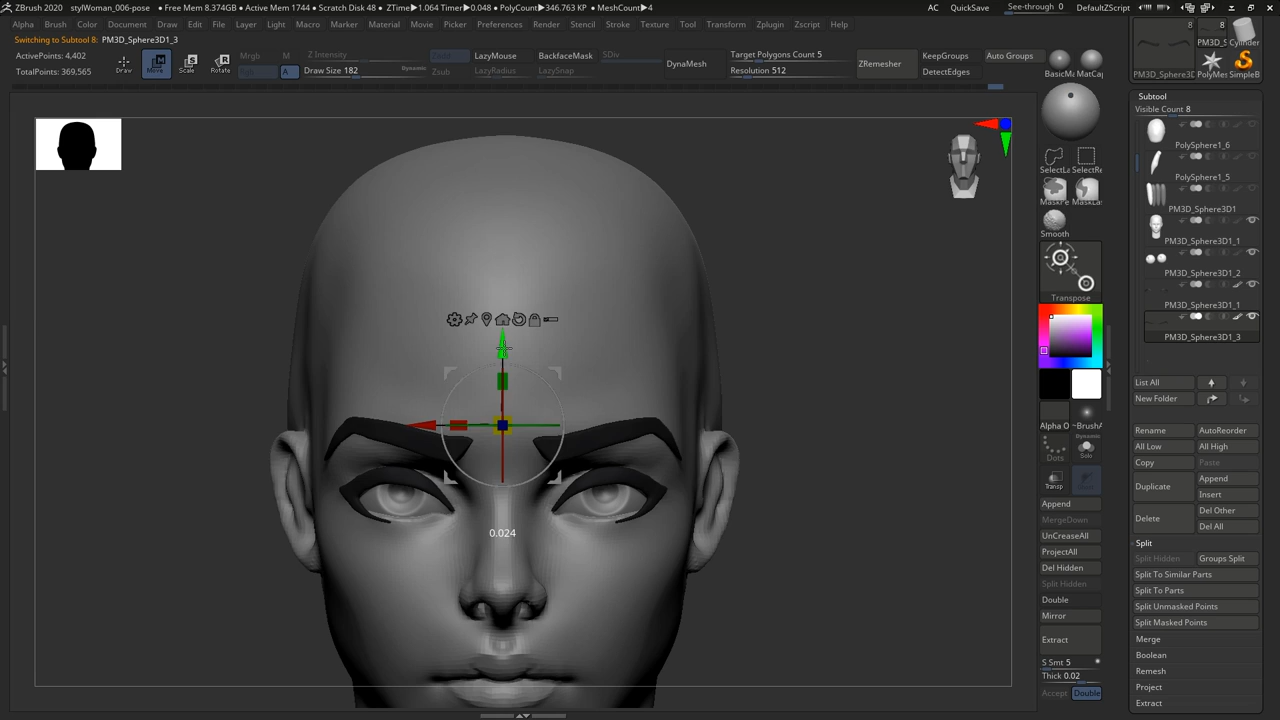 ZBrush 2020 stylWoman_006-pose • Free Mem 8.374GB • Active Mem 1744 • Scratch Disk 48 • ZTime▶1.064 Timer▶0.048 • PolyCount▶346.763 KP • MeshCount▶4 AC QuickSave See-through 0 DefaultZScript
Alpha Brush Color Document Draw Edit File Layer Light Macro Marker Material Movie Picker Preferences Render Stencil Stroke Texture Tool Transform Zplugin Zscript Help
Switching to Subtool 8: PM3D_Sphere3D1_3
ActivePoints: 4,402
TotalPoints: 369,565
Draw
Move
Scale
Rotate
Mrgb M
Rgb A
Z Intensity
Draw Size 182 Dynamic
Zsub
LazyMouse
LazyRadius
BackfaceMask
LazySnap
SDiv
DynaMesh
Target Polygons Count 5
Resolution 512
ZRemesher
KeepGroups
DetectEdges
Auto Groups
BasicMa MatCap
SelectLa SelectRe
MaskPe MaskLas
Smooth
Transpose
Alpha O ~BrushA
Dots
Dynamic
Solo
Transp
Append
MergeDown
UnCreaseAll
ProjectAll
Del Hidden
Split Hidden
Double
Mirror
Extract
S Smt 5
Thick 0.02
Accept Double
8 8
PM3D_S Cylinder
PM3D_Sphere3D PolyMes SimpleB
Subtool
Visible Count 8
PolySphere1_6
PolySphere1_5
PM3D_Sphere3D1
PM3D_Sphere3D1_1
PM3D_Sphere3D1_2
PM3D_Sphere3D1_1
PM3D_Sphere3D1_3
List All
New Folder
Rename AutoReorder
All Low All High
Copy Paste
Duplicate Append
Insert
Delete Del Other
Del All
Split
Split Hidden Groups Split
Split To Similar Parts
Split To Parts
Split Unmasked Points
Split Masked Points
Merge
Boolean
Remesh
Project
Extract
0.024